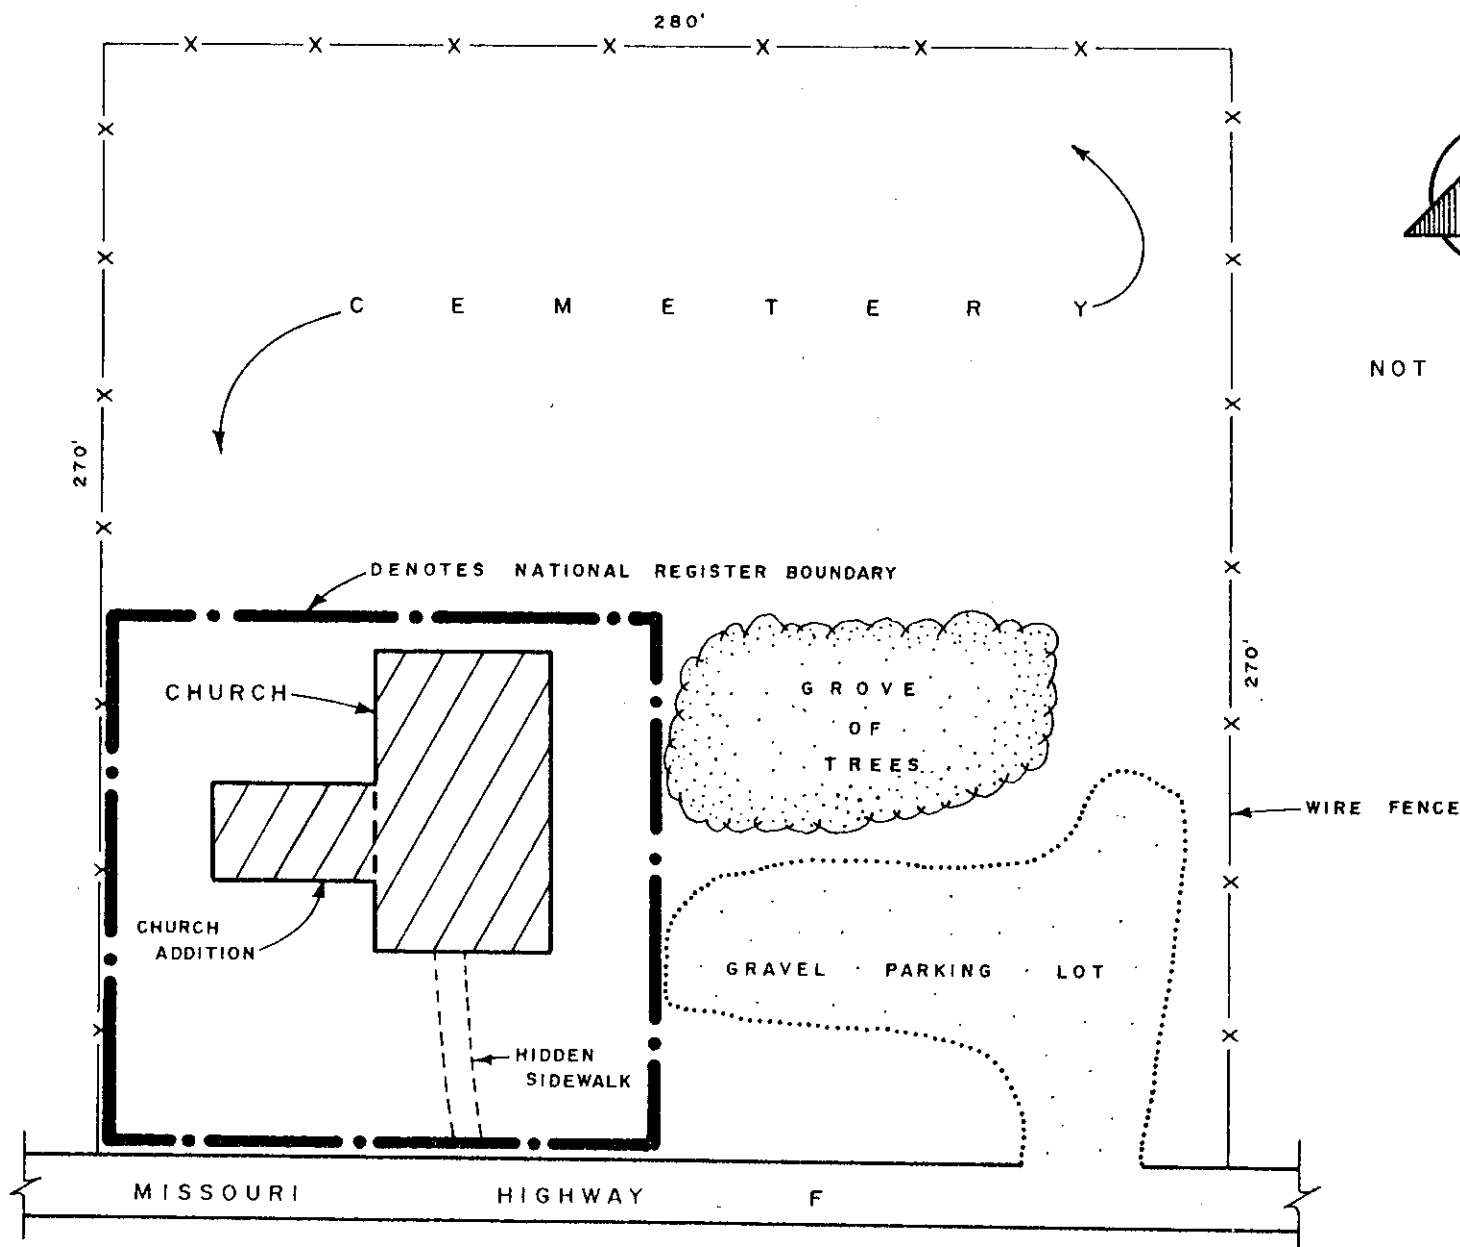 280'
C E M E T E R Y
NOT
270'
DENOTES NATIONAL REGISTER BOUNDARY
CHURCH
GROVE
OF
TREES
270'
WIRE FENCE
CHURCH
ADDITION
GRAVEL PARKING LOT
HIDDEN
SIDEWALK
MISSOURI HIGHWAY F